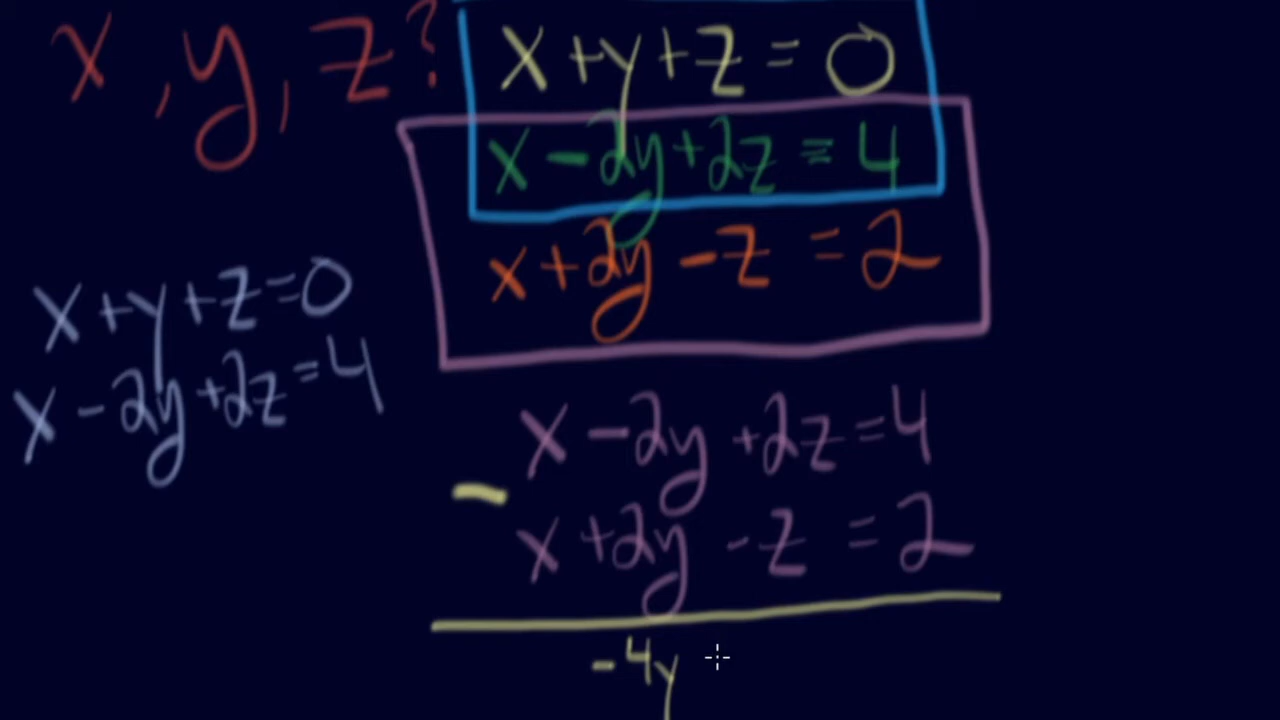 x, y, z?
x+y+z=0
x-2y+2z=4
x+2y-z=2
x+y+z=0
x-2y+2z=4
x-2y+2z=4
- x+2y-z=2
-4y